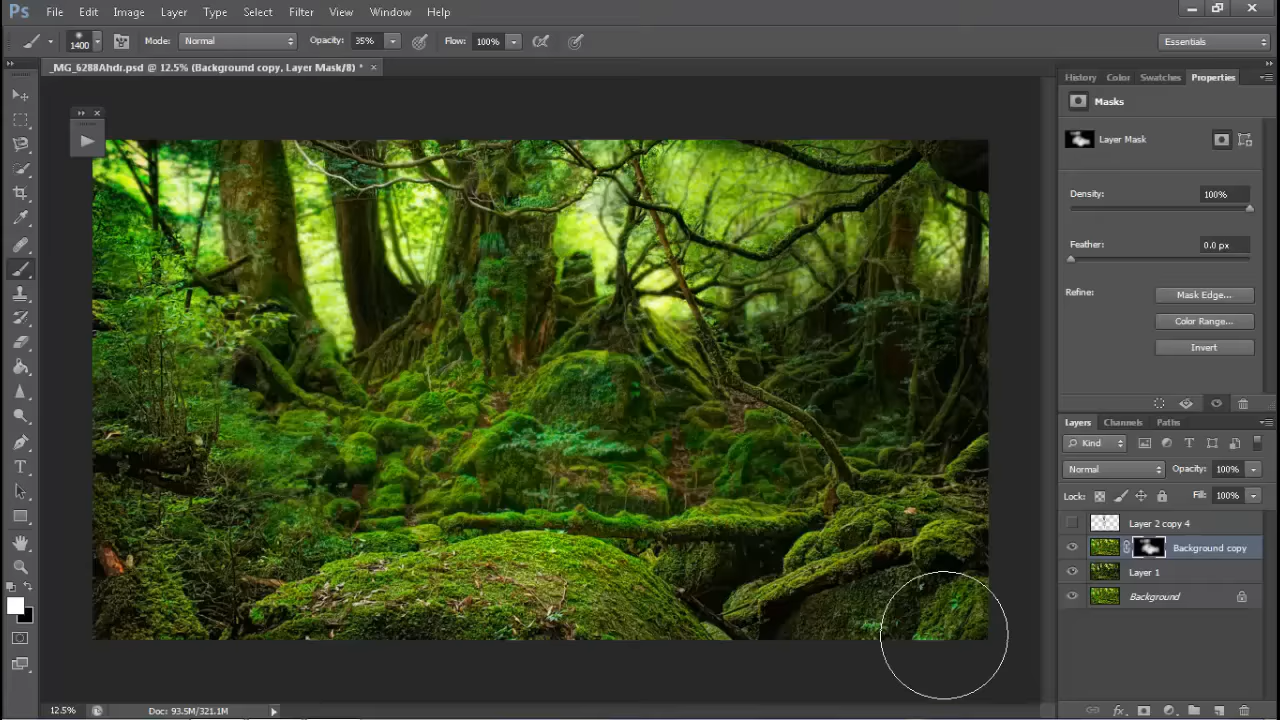 Ps File Edit Image Layer Type Select Filter View Window Help
1400 Mode: Normal Opacity: 35% Flow: 100% Essentials
_MG_6288Ahdr.psd @ 12.5% (Background copy, Layer Mask/8) * ×
History Color Swatches Properties
Masks
Layer Mask
Density: 100%
Feather: 0.0 px
Refine: Mask Edge...
Color Range...
Invert
Layers Channels Paths
Kind
Normal Opacity: 100%
Lock: Fill: 100%
Layer 2 copy 4
Background copy
Layer 1
Background
12.5% Doc: 93.5M/321.1M